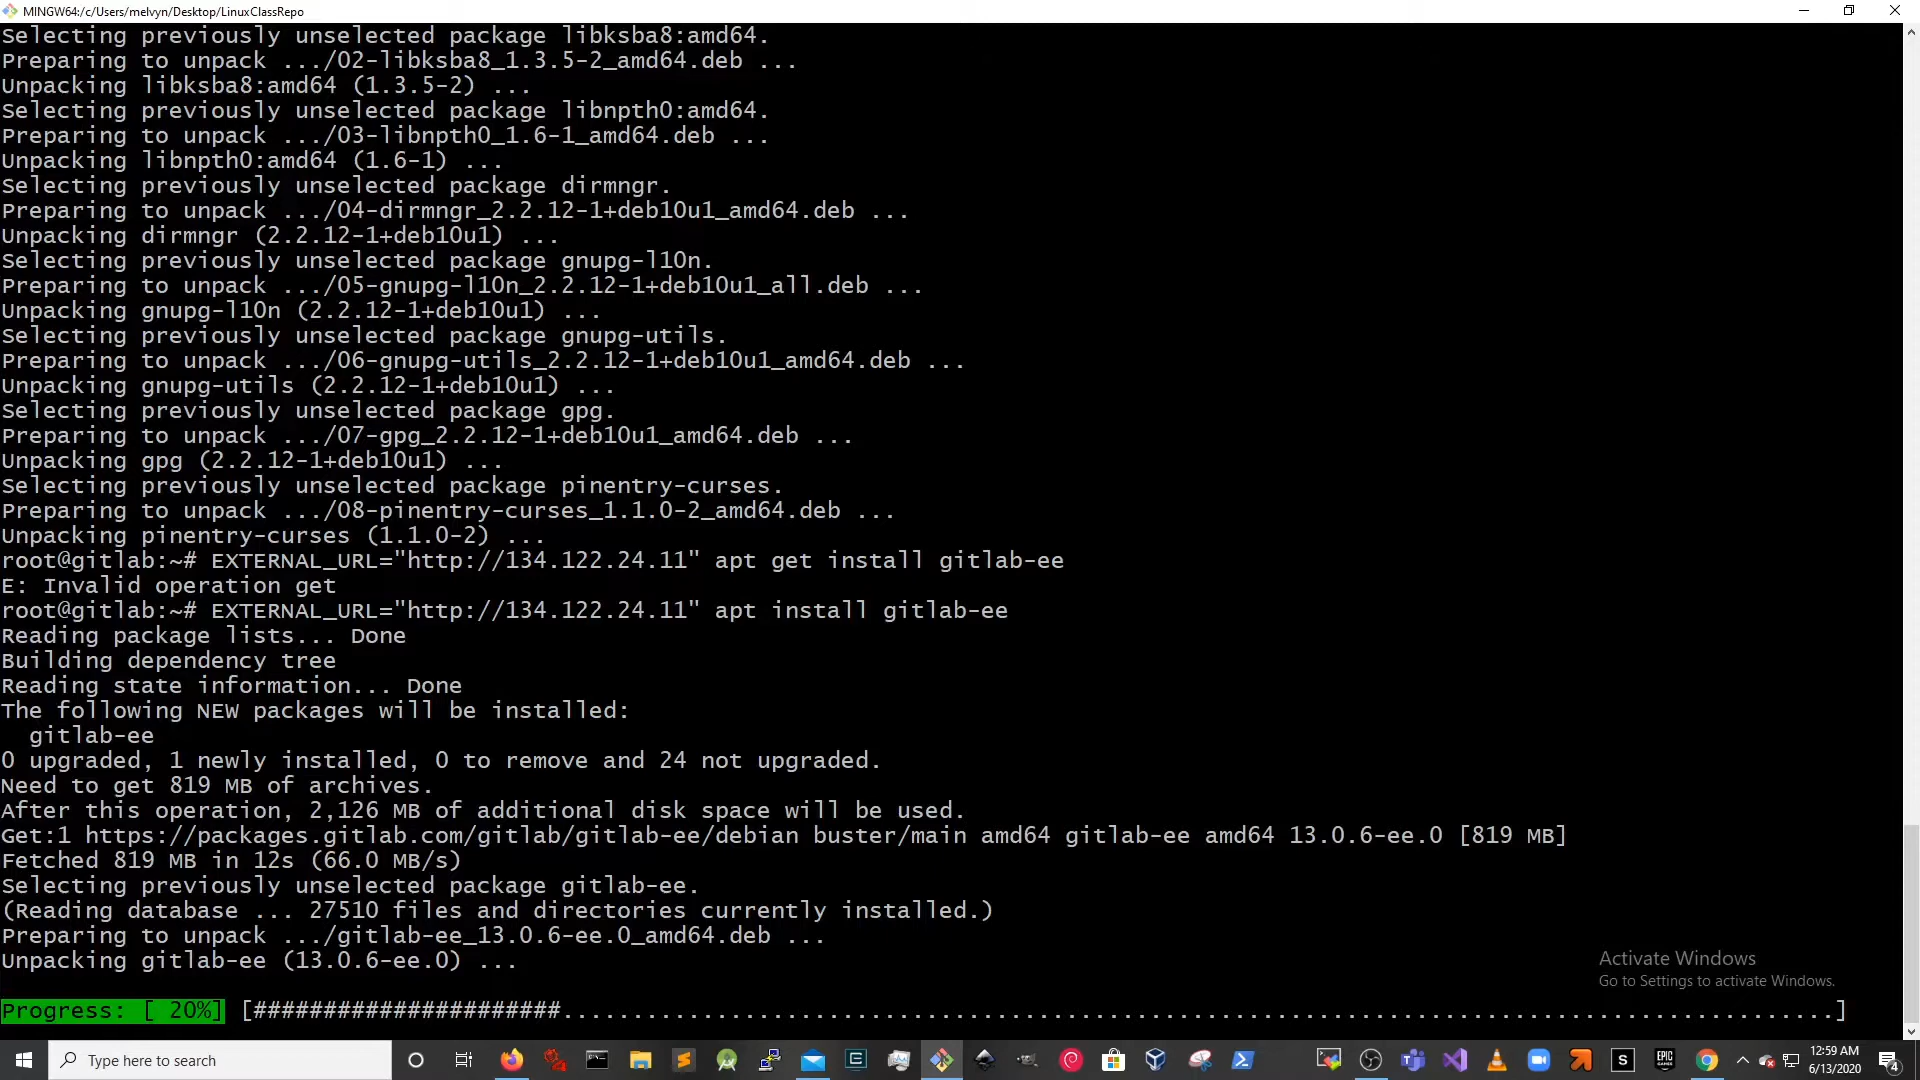 MINGW64:/c/Users/melvyn/Desktop/LinuxClassRepo
Selecting previously unselected package libksba8:amd64.
Preparing to unpack .../02-libksba8_1.3.5-2_amd64.deb ...
Unpacking libksba8:amd64 (1.3.5-2) ...
Selecting previously unselected package libnpth0:amd64.
Preparing to unpack .../03-libnpth0_1.6-1_amd64.deb ...
Unpacking libnpth0:amd64 (1.6-1) ...
Selecting previously unselected package dirmngr.
Preparing to unpack .../04-dirmngr_2.2.12-1+deb10u1_amd64.deb ...
Unpacking dirmngr (2.2.12-1+deb10u1) ...
Selecting previously unselected package gnupg-l10n.
Preparing to unpack .../05-gnupg-l10n_2.2.12-1+deb10u1_all.deb ...
Unpacking gnupg-l10n (2.2.12-1+deb10u1) ...
Selecting previously unselected package gnupg-utils.
Preparing to unpack .../06-gnupg-utils_2.2.12-1+deb10u1_amd64.deb ...
Unpacking gnupg-utils (2.2.12-1+deb10u1) ...
Selecting previously unselected package gpg.
Preparing to unpack .../07-gpg_2.2.12-1+deb10u1_amd64.deb ...
Unpacking gpg (2.2.12-1+deb10u1) ...
Selecting previously unselected package pinentry-curses.
Preparing to unpack .../08-pinentry-curses_1.1.0-2_amd64.deb ...
Unpacking pinentry-curses (1.1.0-2) ...
root@gitlab:~# EXTERNAL_URL="http://134.122.24.11" apt get install gitlab-ee
E: Invalid operation get
root@gitlab:~# EXTERNAL_URL="http://134.122.24.11" apt install gitlab-ee
Reading package lists... Done
Building dependency tree
Reading state information... Done
The following NEW packages will be installed:
gitlab-ee
0 upgraded, 1 newly installed, 0 to remove and 24 not upgraded.
Need to get 819 MB of archives.
After this operation, 2,126 MB of additional disk space will be used.
Get:1 https://packages.gitlab.com/gitlab/gitlab-ee/debian buster/main amd64 gitlab-ee amd64 13.0.6-ee.0 [819 MB]
Fetched 819 MB in 12s (66.0 MB/s)
Selecting previously unselected package gitlab-ee.
(Reading database ... 27510 files and directories currently installed.)
Preparing to unpack .../gitlab-ee_13.0.6-ee.0_amd64.deb ...
Unpacking gitlab-ee (13.0.6-ee.0) ...
Activate Windows
Go to Settings to activate Windows.
Progress: [ 20%] [######################...........................................................................................]
Type here to search
S
EPIC GAMES
12:59 AM
6/13/2020
4